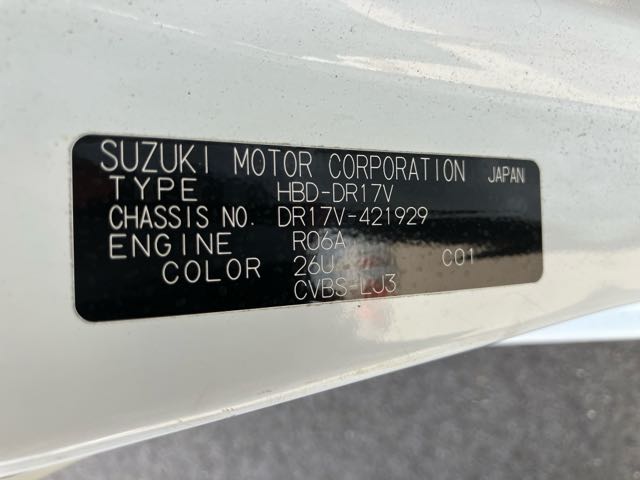 SUZUKI MOTOR CORPORATION JAPAN
TYPE HBD-DR17V
CHASSIS NO. DR17V-421929
ENGINE R06A
COLOR 26U C01
CVBS-LJ3